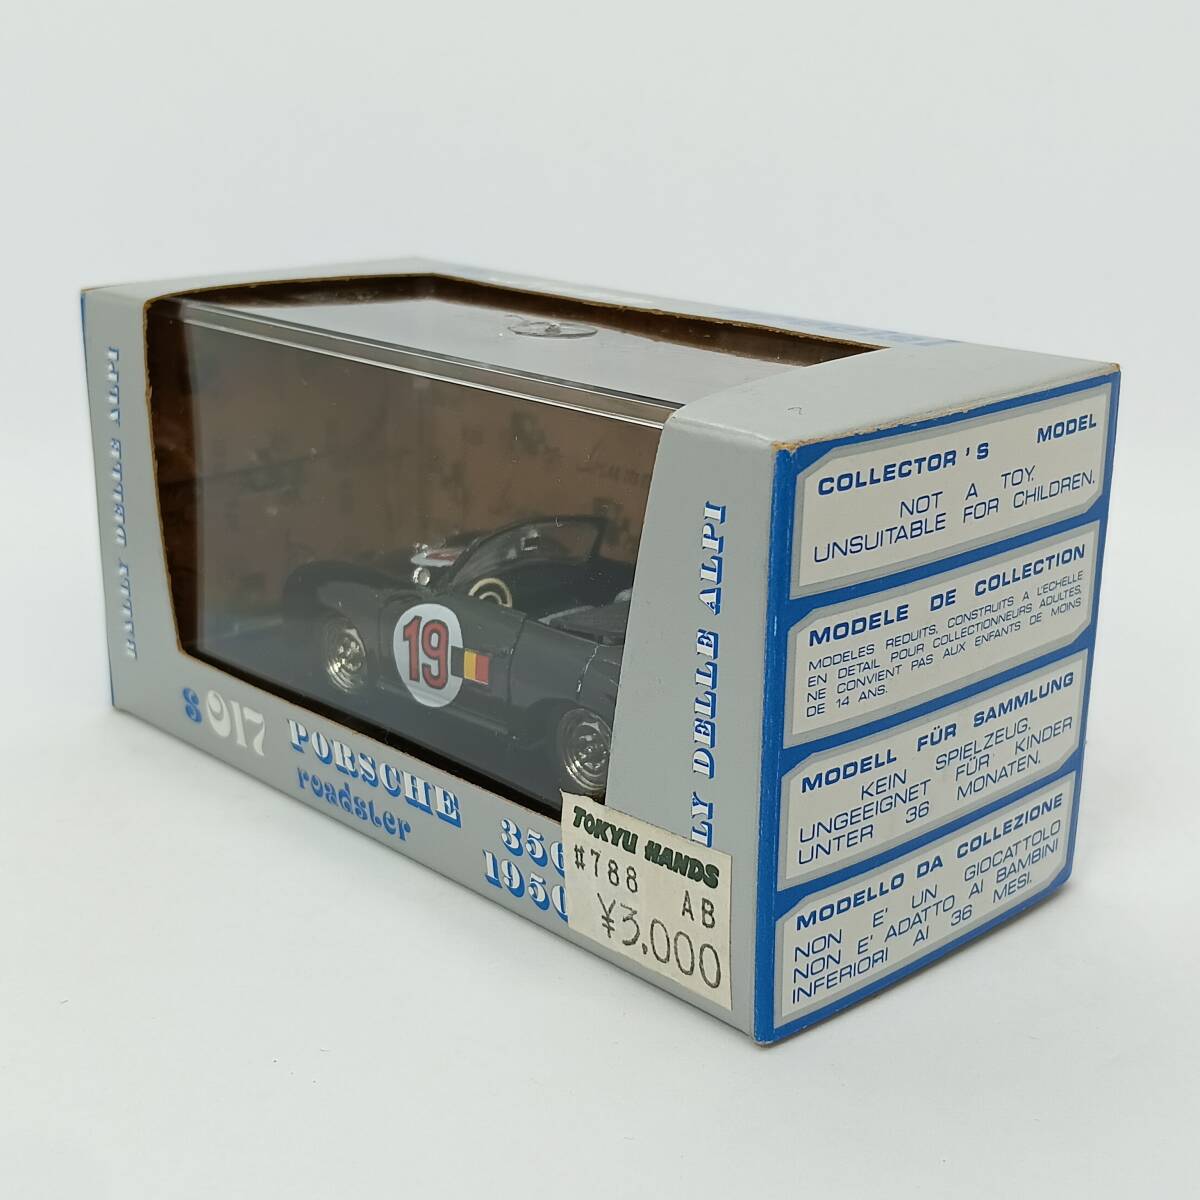 RALLY DELLE ALPI
S017 PORSCHE 356
roadster 1950
LY DELLE ALPI
TOKYU HANDS
#788 AB
¥3,000
COLLECTOR'S MODEL
NOT A TOY.
UNSUITABLE FOR CHILDREN.
MODELE DE COLLECTION
MODELES REDUITS, CONSTRUITS A L'ECHELLE
EN DETAIL POUR COLLECTIONNEURS ADULTES,
NE CONVIENT PAS AUX ENFANTS DE MOINS
DE 14 ANS.
MODELL FÜR SAMMLUNG
KEIN SPIELZEUG.
UNGEEIGNET FÜR KINDER
UNTER 36 MONATEN.
MODELLO DA COLLEZIONE
NON E' UN GIOCATTOLO
NON E' ADATTO AI BAMBINI
INFERIORI AI 36 MESI.
19